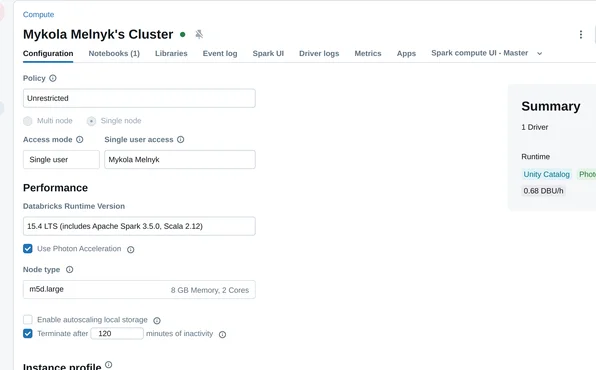 Compute
Mykola Melnyk's Cluster
Configuration Notebooks (1) Libraries Event log Spark UI Driver logs Metrics Apps Spark compute UI - Master
Policy
Unrestricted
Multi node Single node
Access mode Single user access
Single user Mykola Melnyk
Performance
Databricks Runtime Version
15.4 LTS (includes Apache Spark 3.5.0, Scala 2.12)
Use Photon Acceleration
Node type
m5d.large 8 GB Memory, 2 Cores
Enable autoscaling local storage
Terminate after 120 minutes of inactivity
Instance profile
Summary
1 Driver
Runtime
Unity Catalog Phot
0.68 DBU/h